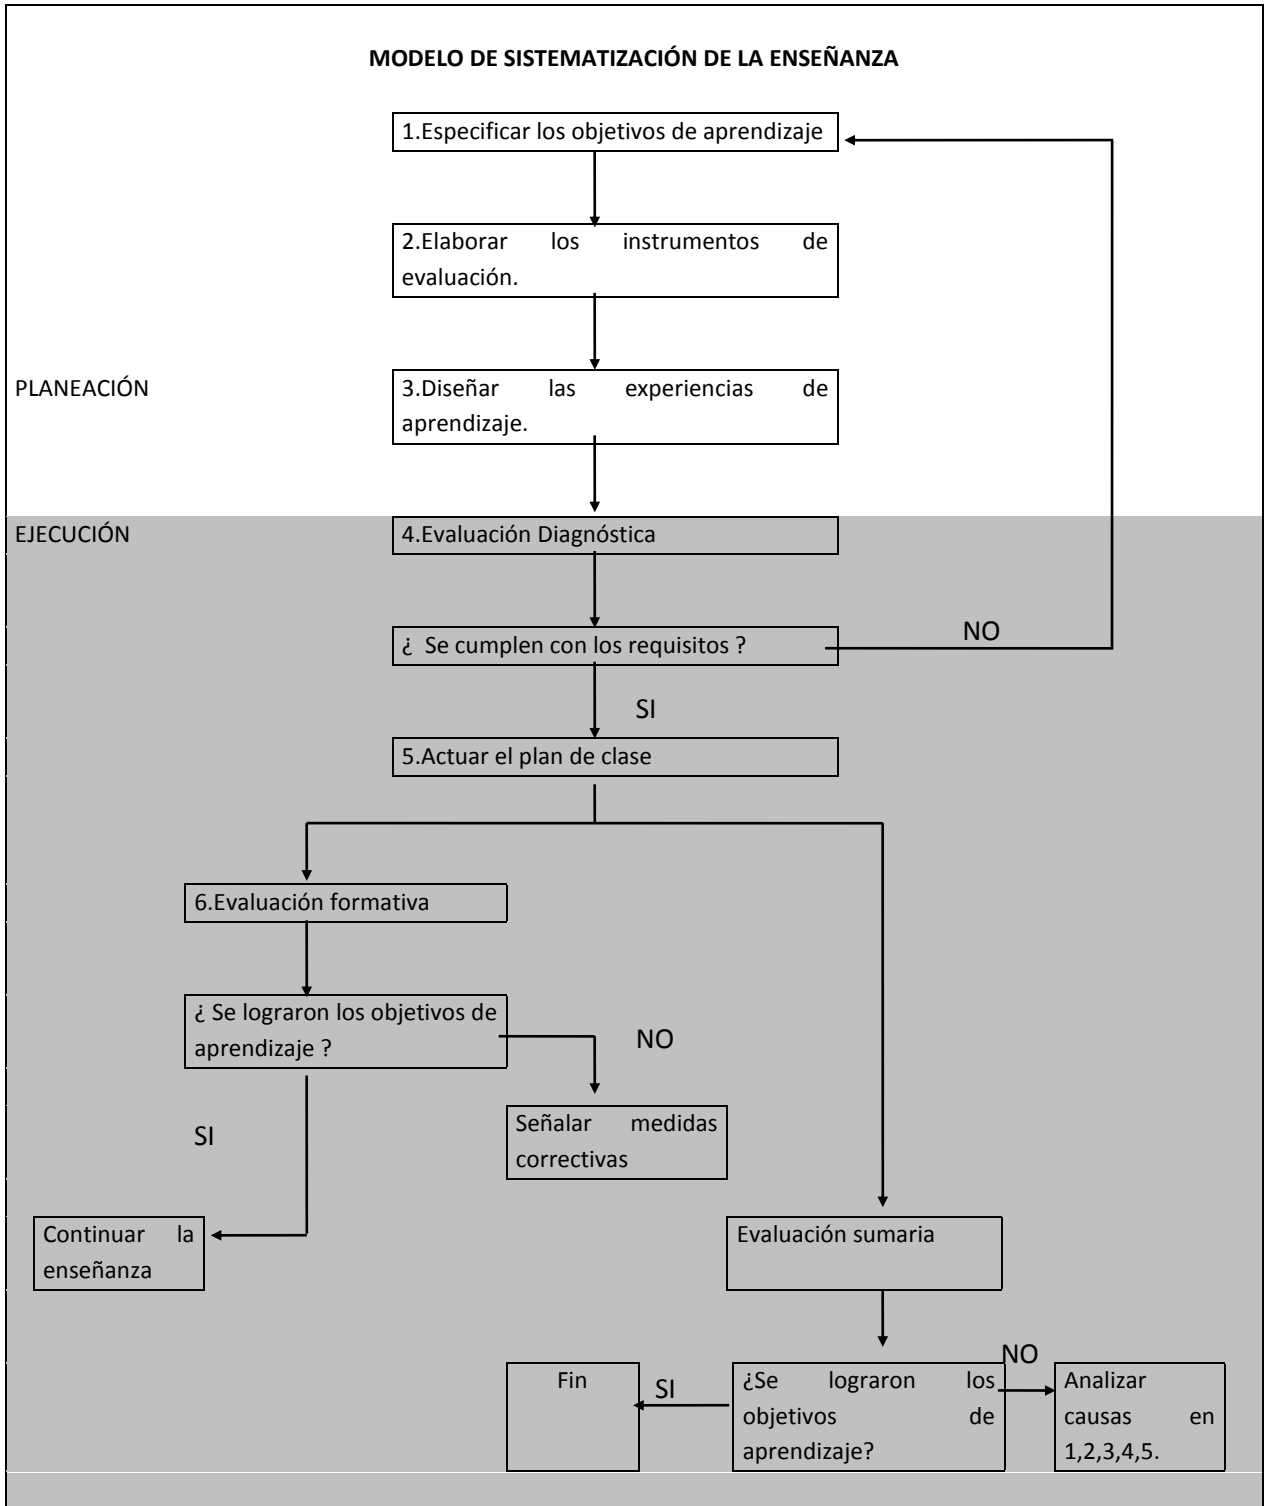 MODELO DE SISTEMATIZACIÓN DE LA ENSEÑANZA
1.Especificar los objetivos de aprendizaje
2.Elaborar los instrumentos de
evaluación.
PLANEACIÓN
3.Diseñar las experiencias de
aprendizaje.
EJECUCIÓN
4.Evaluación Diagnóstica
¿ Se cumplen con los requisitos ?
NO
SI
5.Actuar el plan de clase
6.Evaluación formativa
¿ Se lograron los objetivos de
aprendizaje ?
NO
SI
Señalar medidas
correctivas
Continuar la
enseñanza
Evaluación sumaria
Fin
SI
¿Se lograron los
objetivos de
aprendizaje?
NO
Analizar
causas en
1,2,3,4,5.